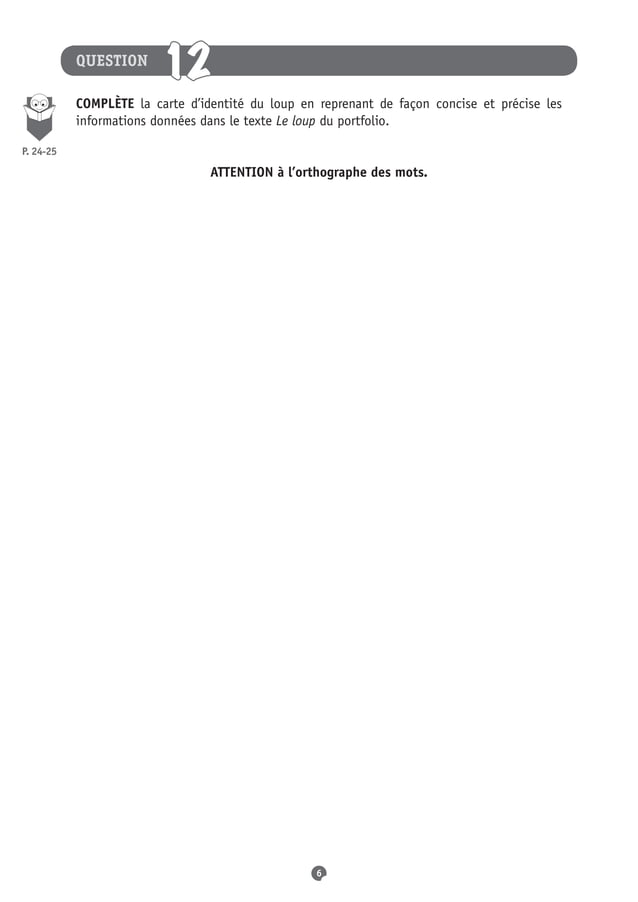 QUESTION 12
COMPLÈTE la carte d'identité du loup en reprenant de façon concise et précise les
informations données dans le texte Le loup du portfolio.
P. 24-25
ATTENTION à l'orthographe des mots.
6